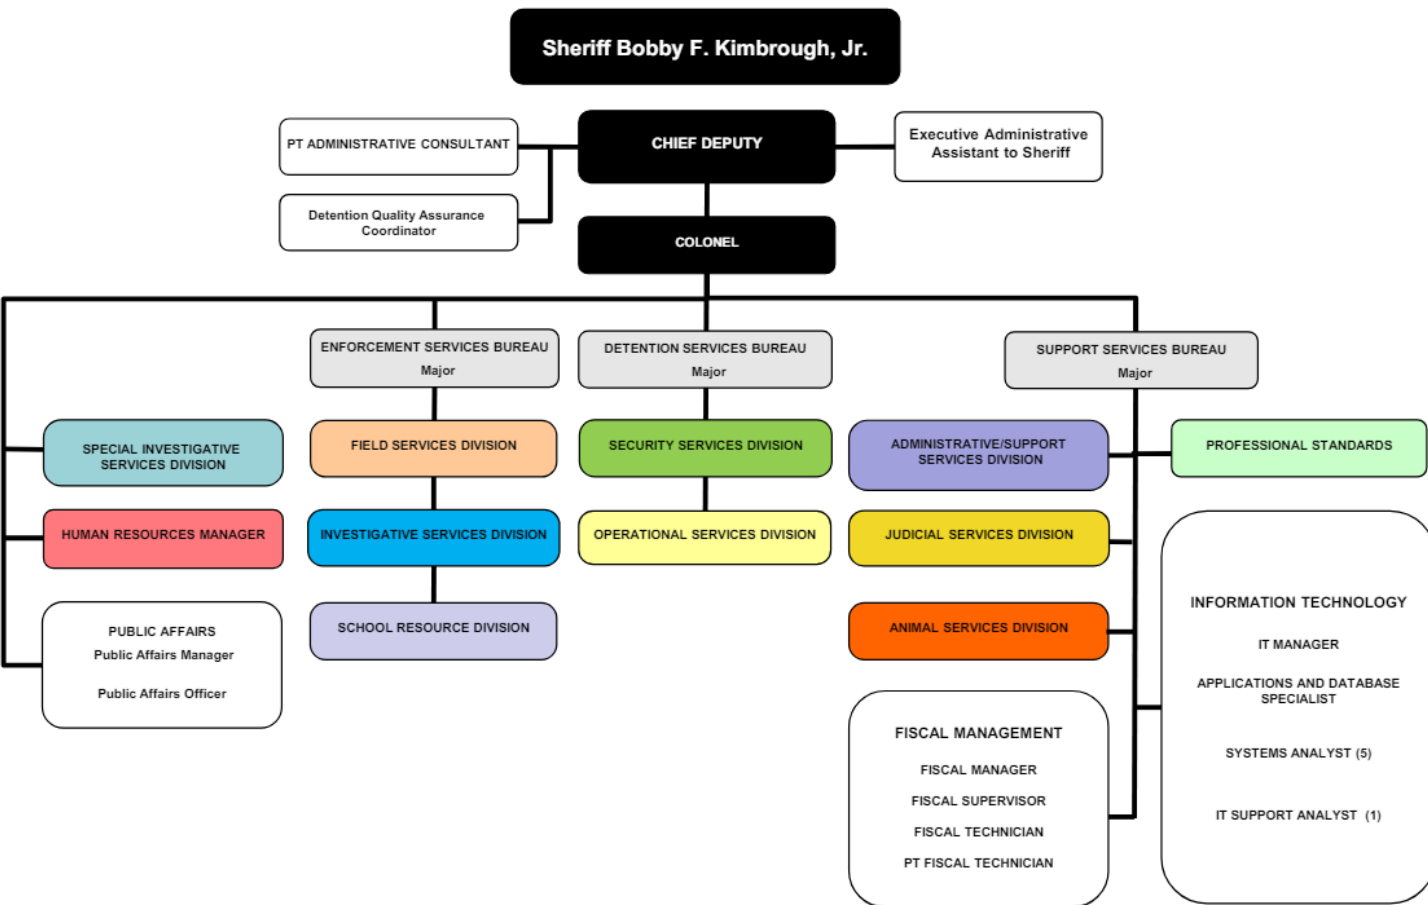 Sheriff Bobby F. Kimbrough, Jr.
PT ADMINISTRATIVE CONSULTANT
CHIEF DEPUTY
Executive Administrative
Assistant to Sheriff
Detention Quality Assurance
Coordinator
COLONEL
ENFORCEMENT SERVICES BUREAU
Major
DETENTION SERVICES BUREAU
Major
SUPPORT SERVICES BUREAU
Major
SPECIAL INVESTIGATIVE
SERVICES DIVISION
FIELD SERVICES DIVISION
SECURITY SERVICES DIVISION
ADMINISTRATIVE/SUPPORT
SERVICES DIVISION
PROFESSIONAL STANDARDS
HUMAN RESOURCES MANAGER
INVESTIGATIVE SERVICES DIVISION
OPERATIONAL SERVICES DIVISION
JUDICIAL SERVICES DIVISION
PUBLIC AFFAIRS
Public Affairs Manager
Public Affairs Officer
SCHOOL RESOURCE DIVISION
ANIMAL SERVICES DIVISION
INFORMATION TECHNOLOGY
IT MANAGER
APPLICATIONS AND DATABASE
SPECIALIST
SYSTEMS ANALYST (5)
IT SUPPORT ANALYST (1)
FISCAL MANAGEMENT
FISCAL MANAGER
FISCAL SUPERVISOR
FISCAL TECHNICIAN
PT FISCAL TECHNICIAN